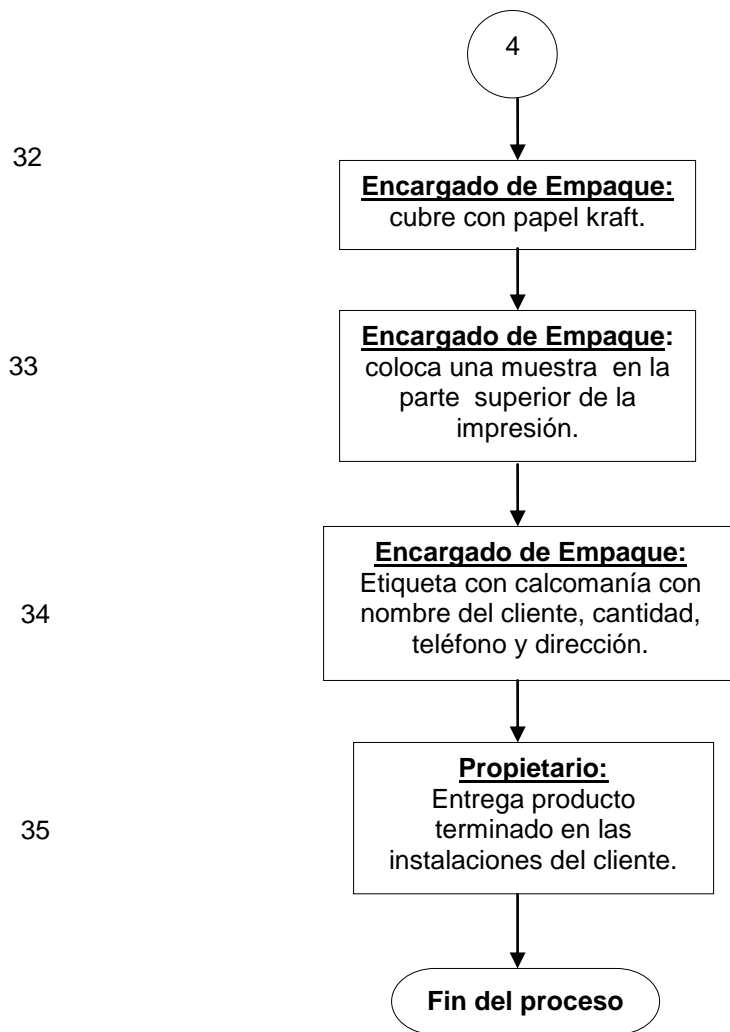 4
32
Encargado de Empaque:
cubre con papel kraft.
33
Encargado de Empaque:
coloca una muestra en la
parte superior de la
impresión.
34
Encargado de Empaque:
Etiqueta con calcomanía con
nombre del cliente, cantidad,
teléfono y dirección.
35
Propietario:
Entrega producto
terminado en las
instalaciones del cliente.
Fin del proceso